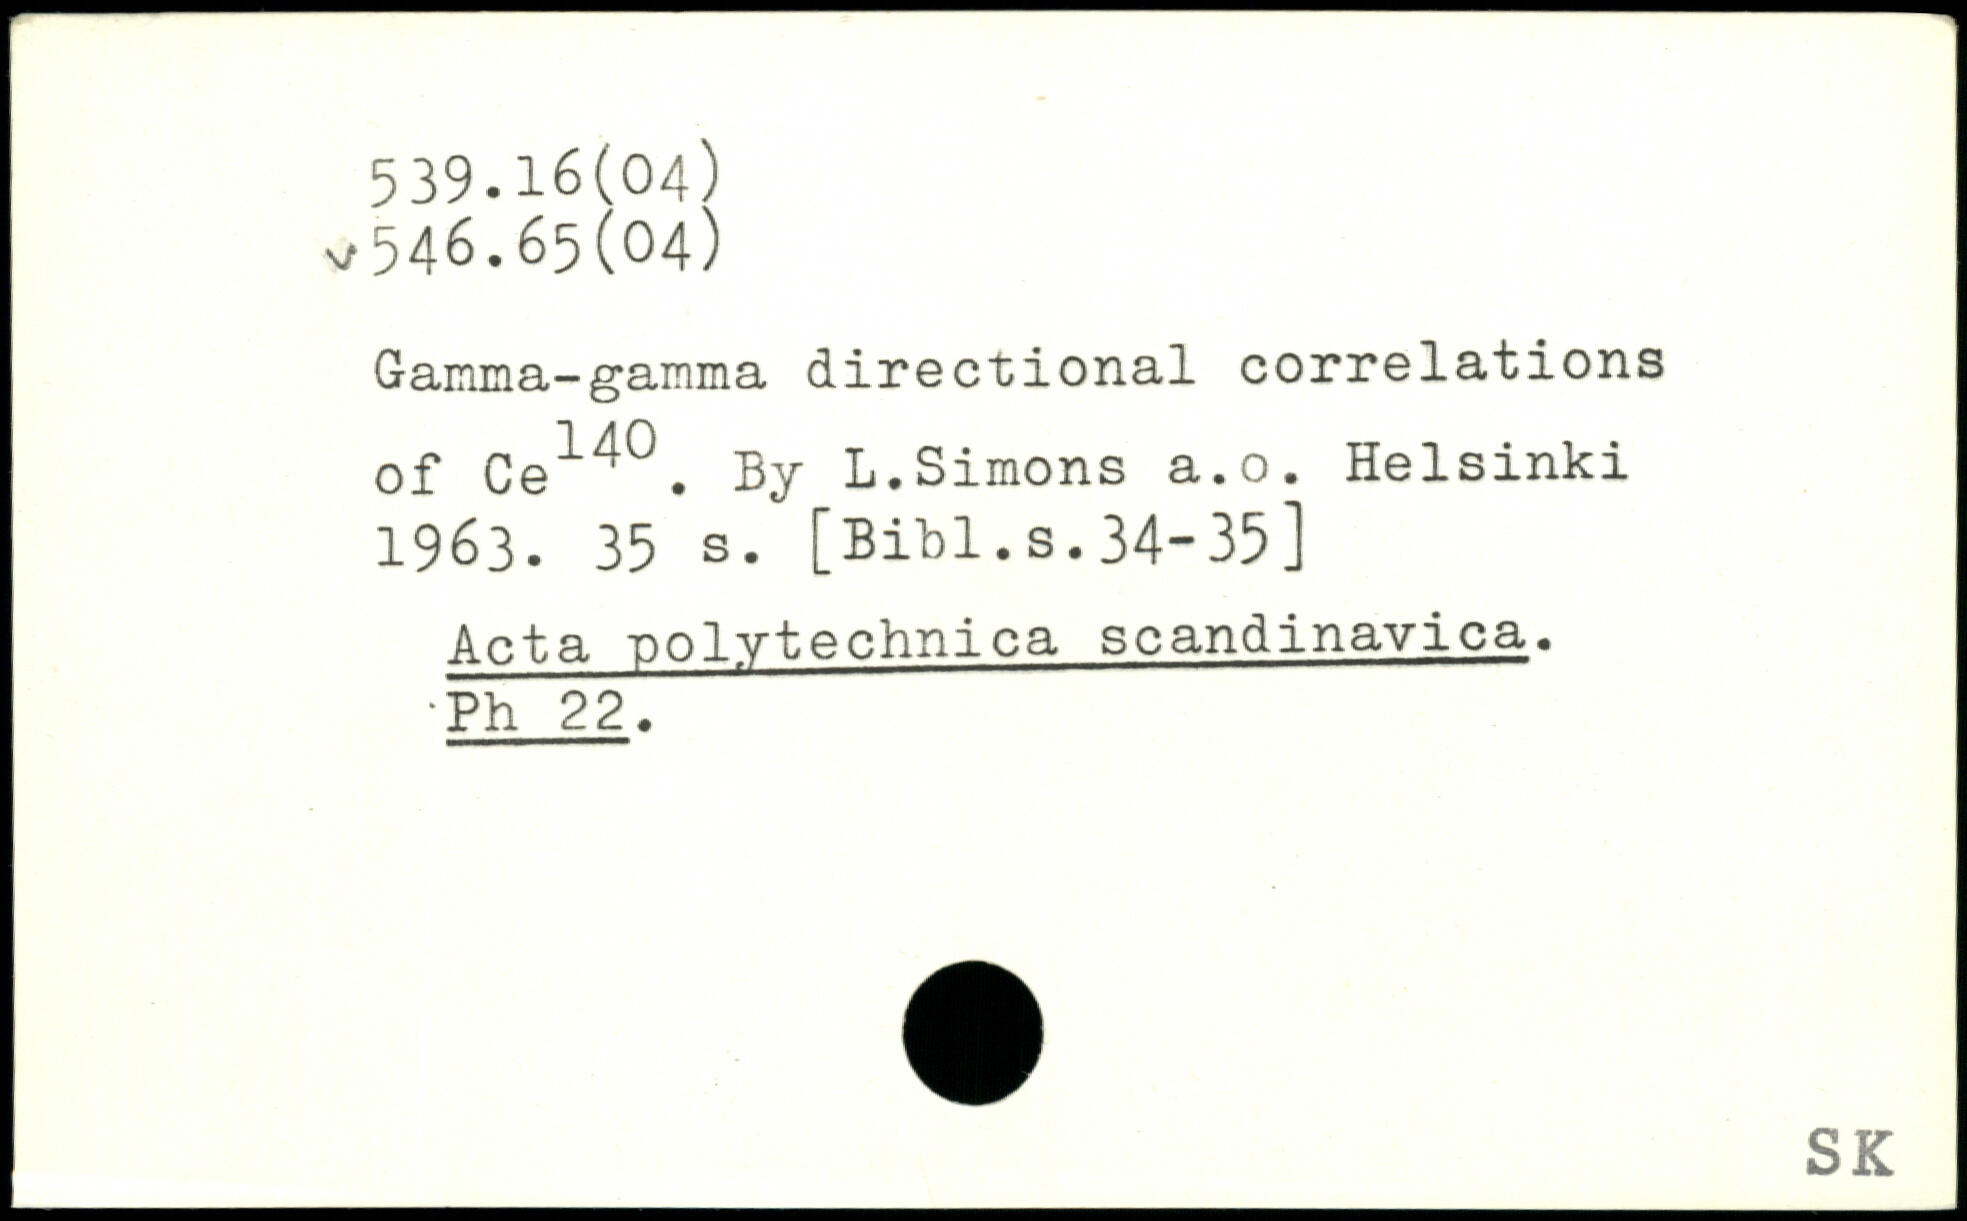 539.16(04)
v546.65(04)
Gamma-gamma directional correlations
of Ce¹⁴⁰. By L.Simons a.o. Helsinki
1963. 35 s. [Bibl.s.34-35]
Acta polytechnica scandinavica.
Ph 22.
SK